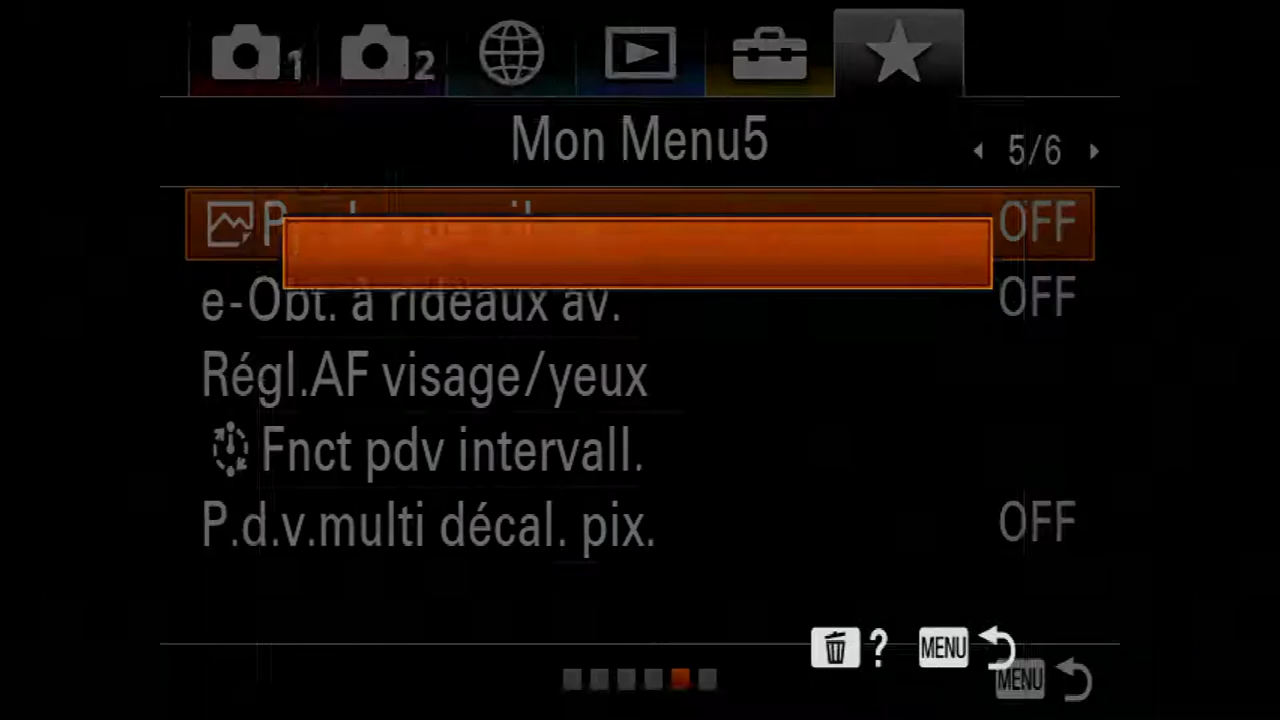 1
2
Mon Menu5
5/6
OFF
e-Opt. à rideaux av.
OFF
Régl.AF visage/yeux
Fnct pdv intervall.
P.d.v.multi décal. pix.
OFF
? MENU
MENU